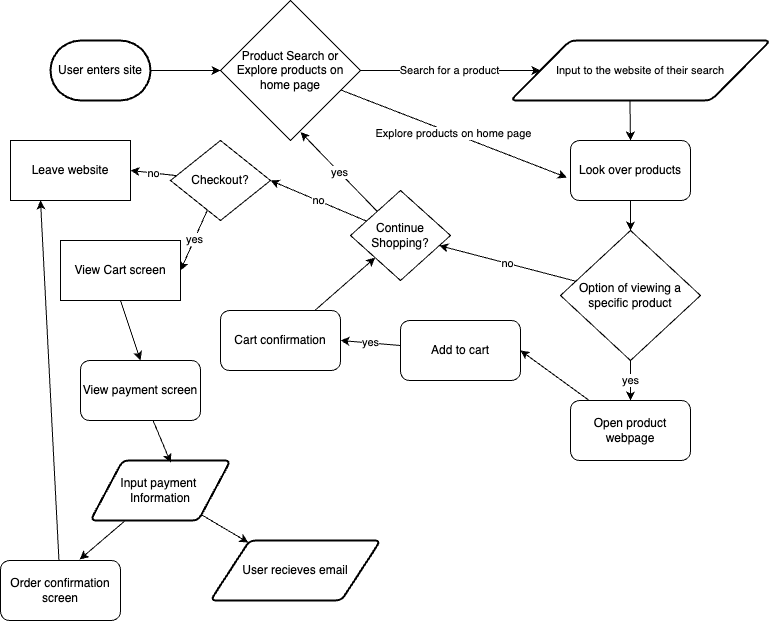 User enters site
Product Search or
Explore products on
home page
Search for a product
Input to the website of their search
Explore products on home page
Leave website
no
Checkout?
yes
Look over products
no
Continue
Shopping?
yes
View Cart screen
no
Option of viewing a
specific product
Cart confirmation
yes
Add to cart
yes
View payment screen
Open product
webpage
Input payment
Information
Order confirmation
screen
User recieves email